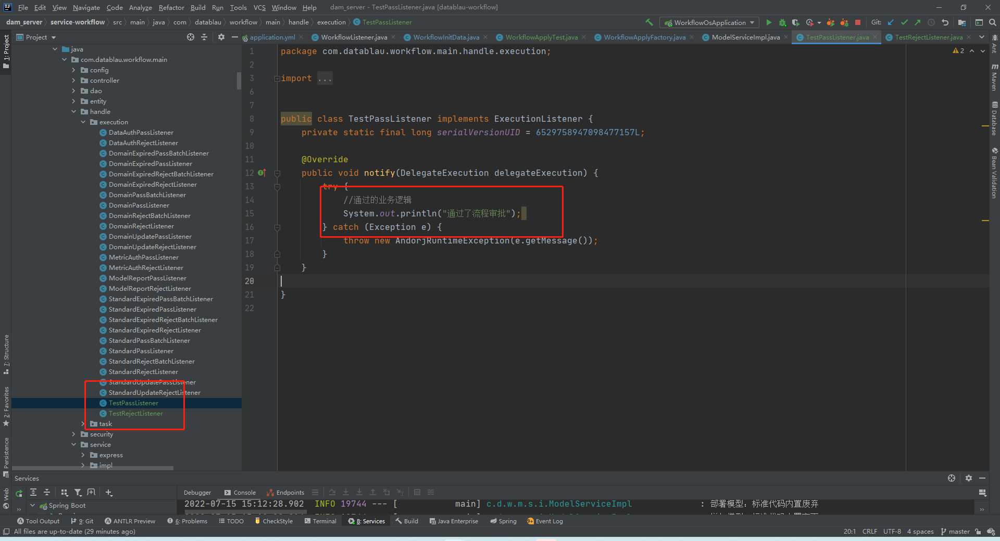 File Edit View Navigate Code Analyze Refactor Build Run Tools VCS Window Help dam_server - TestPassListener.java [datablau-workflow]
dam_server service-workflow src main java com datablau workflow main handle execution TestPassListener WorkflowOsApplication Git:
Project application.yml WorkflowListener.java WorkflowInitData.java WorkflowApplyTest.java WorkflowApplyFactory.java ModelServiceImpl.java TestPassListener.java TestRejectListener.java
1: Project
7: Structure
2: Favorites
Persistence
Web
java
com.datablau.workflow.main
config
controller
dao
entity
handle
execution
DataAuthPassListener
DataAuthRejectListener
DomainExpiredPassBatchListener
DomainExpiredPassListener
DomainExpiredRejectBatchListener
DomainExpiredRejectListener
DomainPassBatchListener
DomainPassListener
DomainRejectBatchListener
DomainRejectListener
DomainUpdatePassListener
DomainUpdateRejectListener
MetricAuthPassListener
MetricAuthRejectListener
ModelReportPassListener
ModelReportRejectListener
StandardExpiredPassBatchListener
StandardExpiredPassListener
StandardExpiredRejectBatchListener
StandardExpiredRejectListener
StandardPassBatchListener
StandardPassListener
StandardRejectBatchListener
StandardRejectListener
StandardUpdatePassListener
StandardUpdateRejectListener
TestPassListener
TestRejectListener
task
security
service
express
impl
1 package com.datablau.workflow.main.handle.execution;
2
3 import ...
6
7
8 public class TestPassListener implements ExecutionListener {
9 private static final long serialVersionUID = 6529758947098477157L;
10
11 @Override
12 public void notify(DelegateExecution delegateExecution) {
13 try {
14 //通过的业务逻辑
15 System.out.println("通过了流程审批");
16 } catch (Exception e) {
17 throw new AndorjRuntimeException(e.getMessage());
18 }
19 }
20
21 }
22
2
Ant
Maven
Database
Bean Validation
Services
Debugger Console Endpoints
Spring Boot
2022-07-15 15:12:28.902 INFO 19744 --- [ main] c.d.w.m.s.i.ModelServiceImpl : 部署模型: 标准代码内置废弃
Tool Output 9: Git ANTLR Preview 6: Problems TODO CheckStyle Terminal 8: Services Build Java Enterprise Spring Event Log
All files are up-to-date (29 minutes ago) 20:1 CRLF UTF-8 4 spaces master